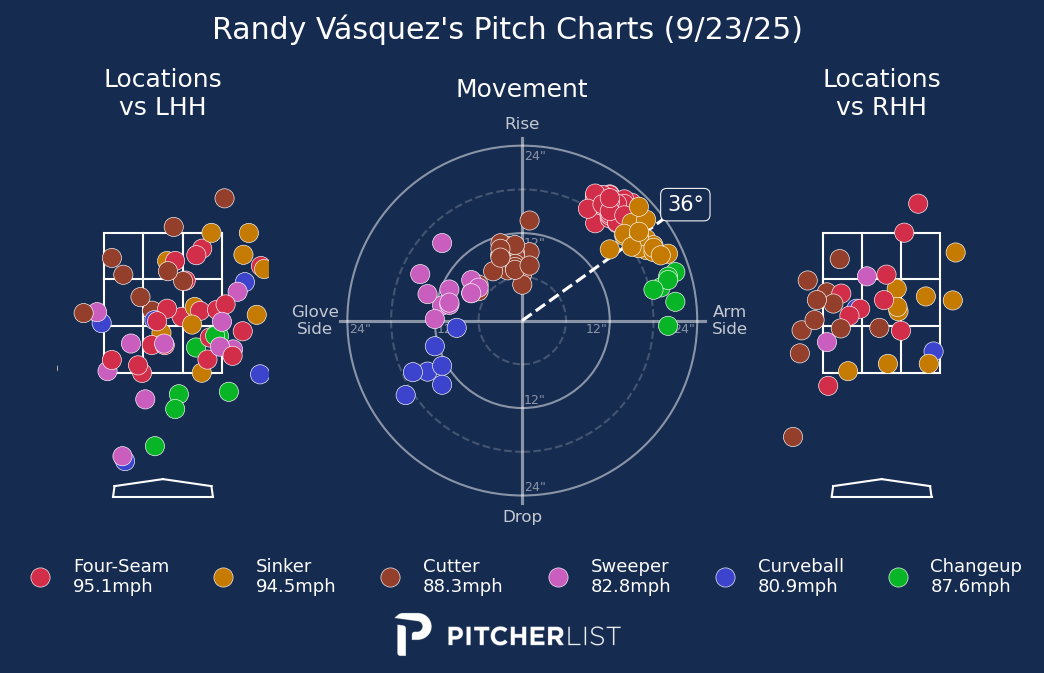 Randy Vásquez's Pitch Charts (9/23/25)
Locations
vs LHH
Movement
Locations
vs RHH
Rise
24"
36°
12"
Glove
Side
24"
12"
12"
24"
Arm
Side
12"
24"
Drop
Four-Seam
95.1mph
Sinker
94.5mph
Cutter
88.3mph
Sweeper
82.8mph
Curveball
80.9mph
Changeup
87.6mph
PITCHERLIST